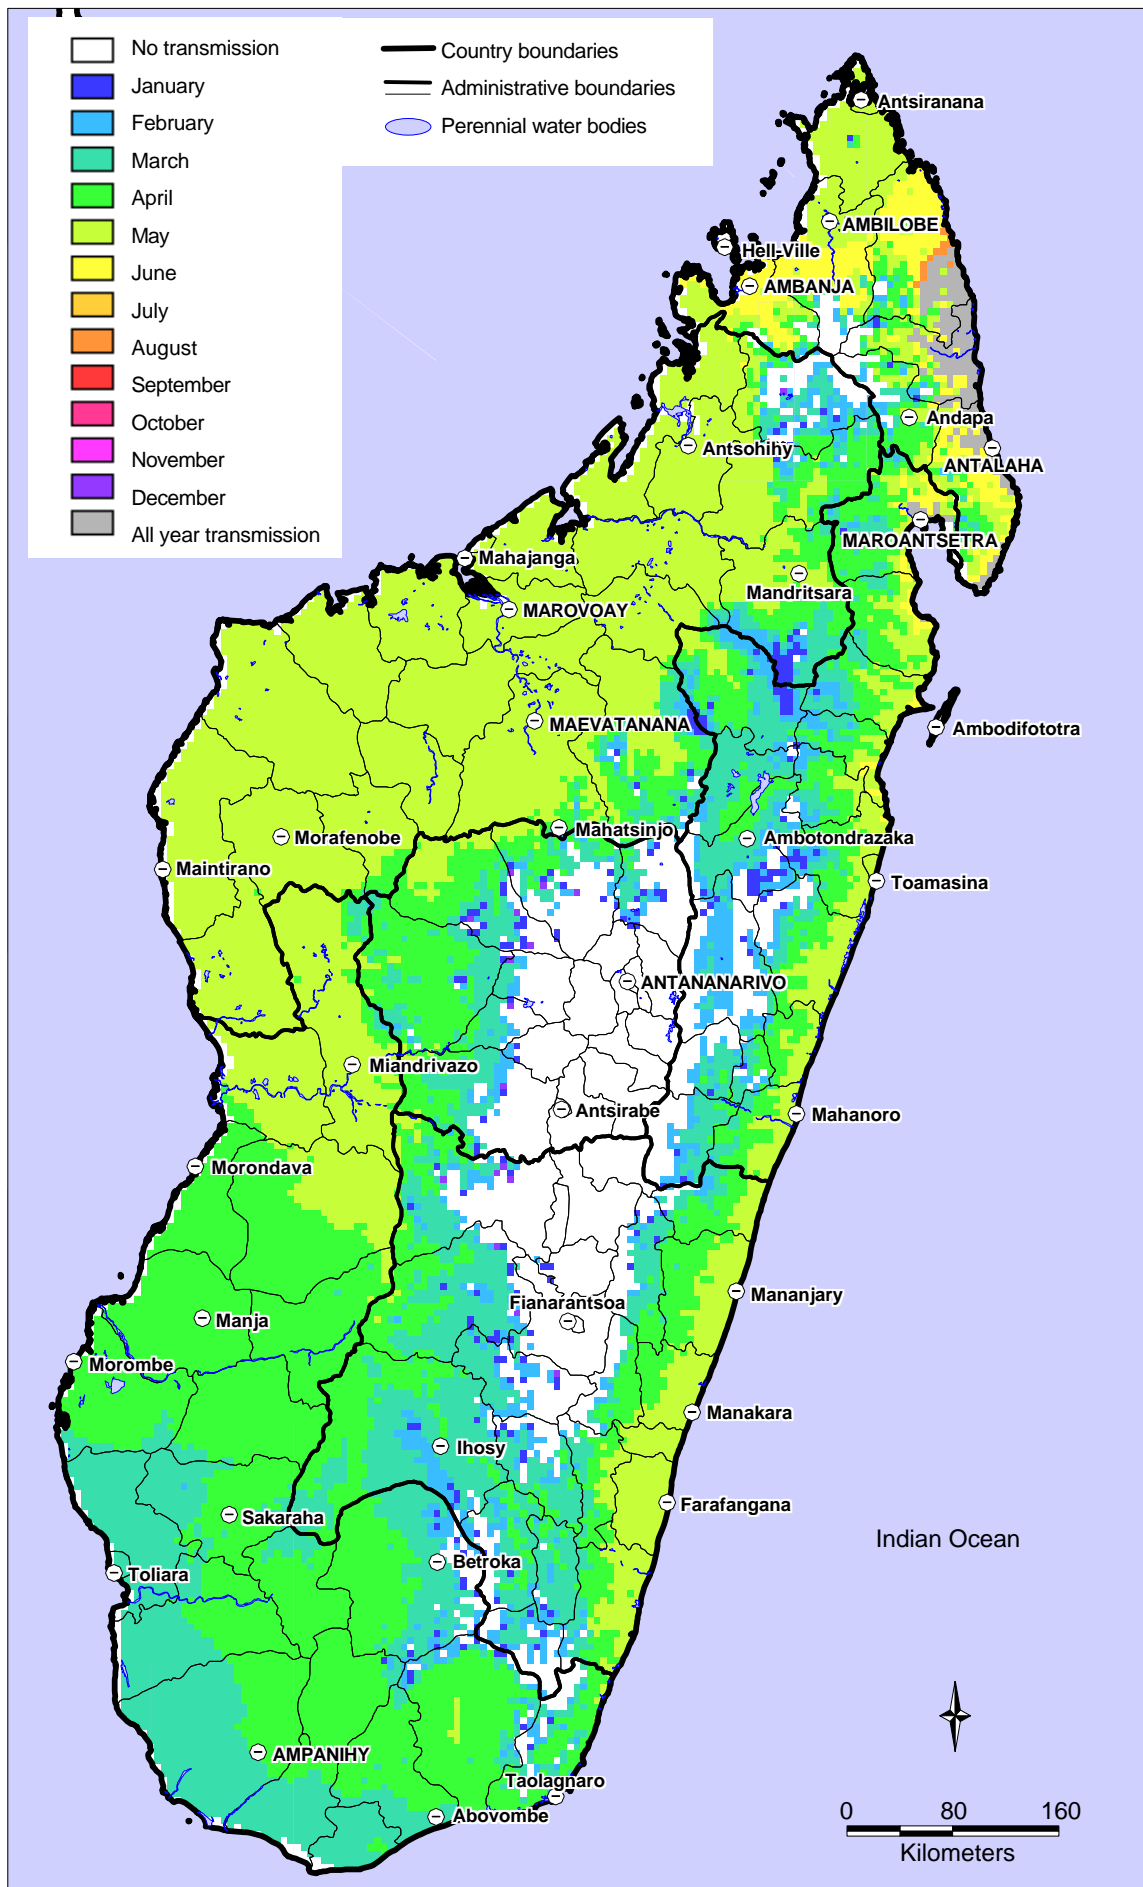 No transmission
January
February
March
April
May
June
July
August
September
October
November
December
All year transmission
Country boundaries
Administrative boundaries
Perennial water bodies
Antsiranana
AMBILOBE
Hell-Ville
AMBANJA
Andapa
Antsohihy
ANTALAHA
MAROANTSETRA
Mahajanga
Mandritsara
MAROVOAY
MAEVATANANA
Ambodifototra
Mahatsinjo
Morafenobe
Ambotondrazaka
Maintirano
Toamasina
ANTANANARIVO
Miandrivazo
Antsirabe
Mahanoro
Morondava
Mananjary
Fianarantsoa
Manja
Morombe
Manakara
Ihosy
Farafangana
Sakaraha
Indian Ocean
Betroka
Toliara
AMPANIHY
Taolagnaro
Abovombe
0 80 160
Kilometers